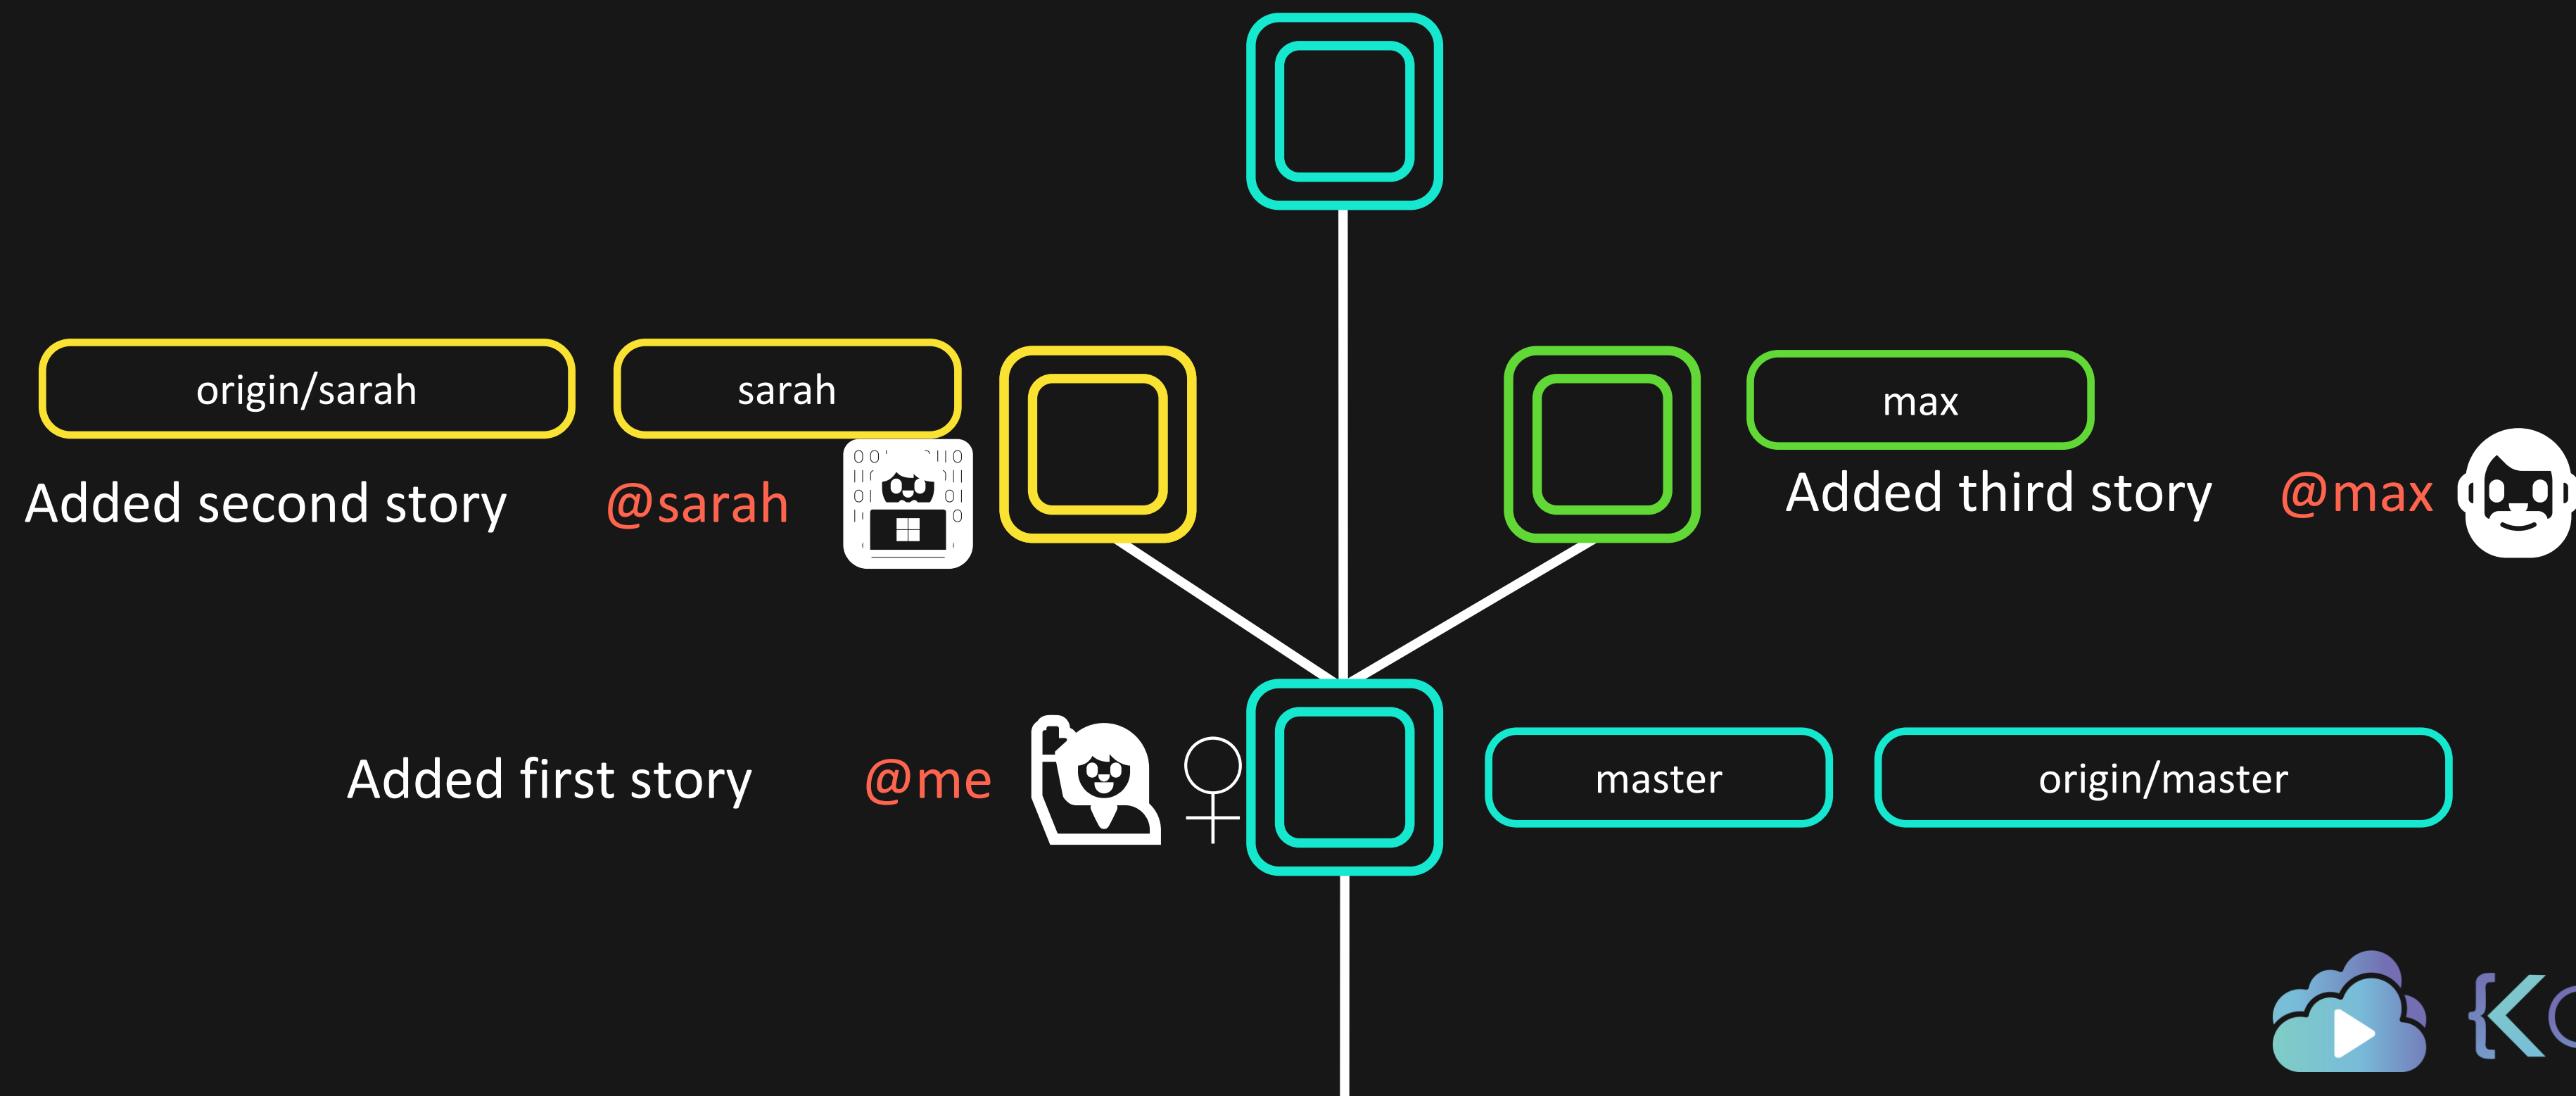 origin/sarah
sarah
max
Added second story @sarah
Added third story @max
Added first story @me
master
origin/master
{K